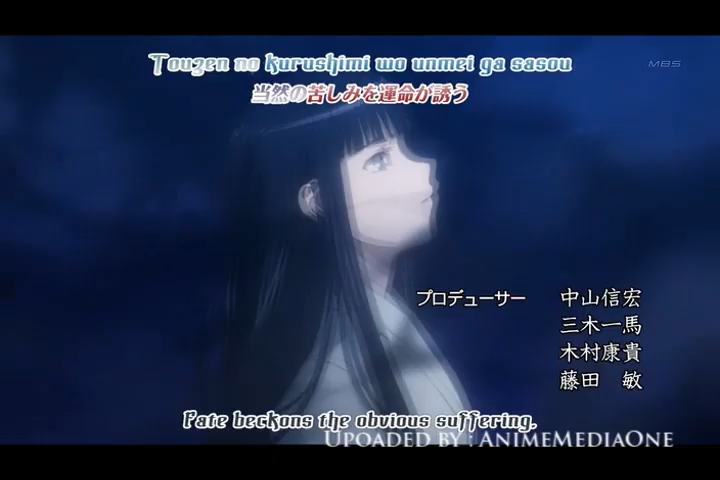 Touzen no kurushimi wo unmei ga sasou
MBS
当然の苦しみを運命が誘う
プロデューサー 中山信宏
三木一馬
木村康貴
藤田 敏
Fate beckons the obvious suffering.
Upoaded by : AnimeMediaOne